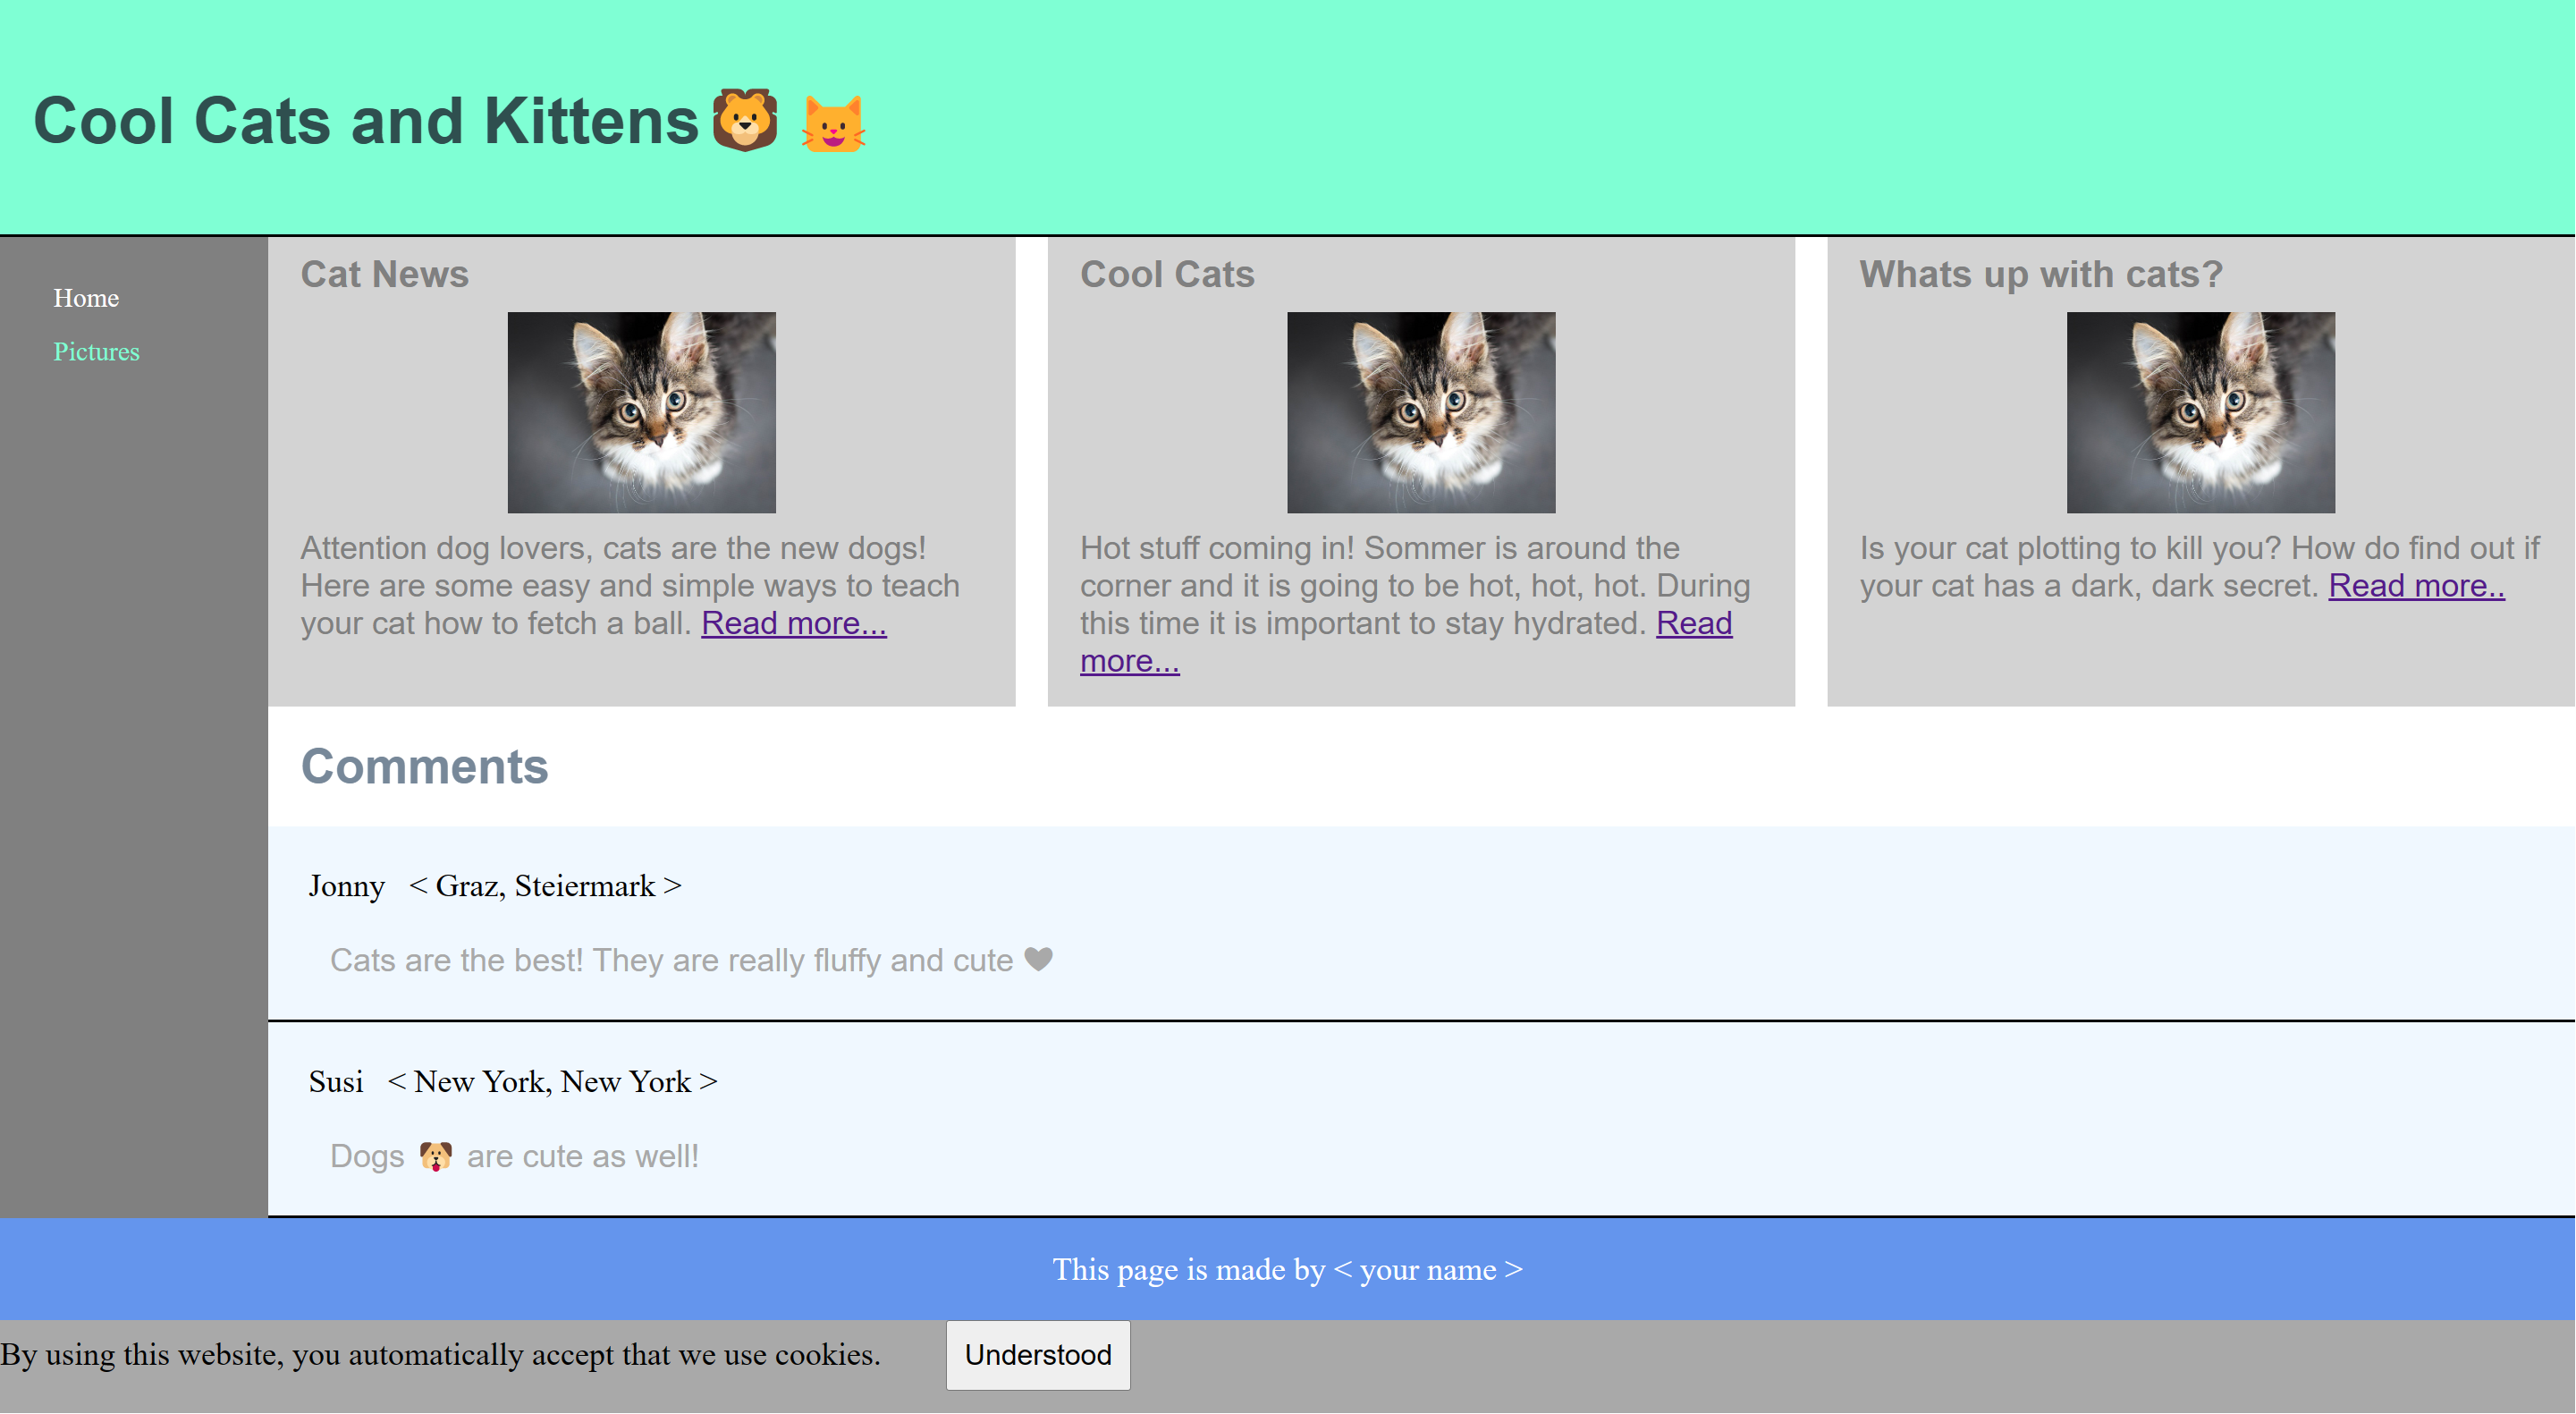 Cool Cats and Kittens 🦁 😺
Home
Pictures
Cat News
Attention dog lovers, cats are the new dogs!
Here are some easy and simple ways to teach
your cat how to fetch a ball. Read more...
Cool Cats
Hot stuff coming in! Sommer is around the
corner and it is going to be hot, hot, hot. During
this time it is important to stay hydrated. Read
more...
Whats up with cats?
Is your cat plotting to kill you? How do find out if
your cat has a dark, dark secret. Read more..
Comments
Jonny < Graz, Steiermark >
Cats are the best! They are really fluffy and cute ♥
Susi < New York, New York >
Dogs 🐶 are cute as well!
This page is made by < your name >
By using this website, you automatically accept that we use cookies.
Understood